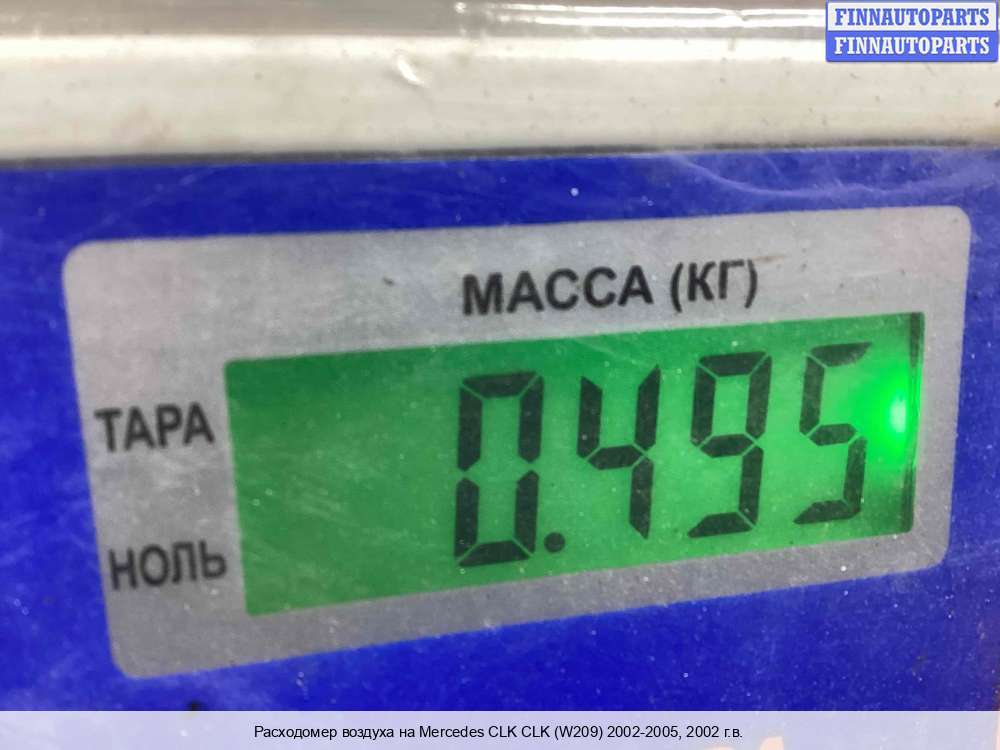 FINNAUTOPARTS
FINNAUTOPARTS
МАССА (КГ)
ТАРА
0.495
НОЛЬ
Расходомер воздуха на Mercedes CLK CLK (W209) 2002-2005, 2002 г.в.